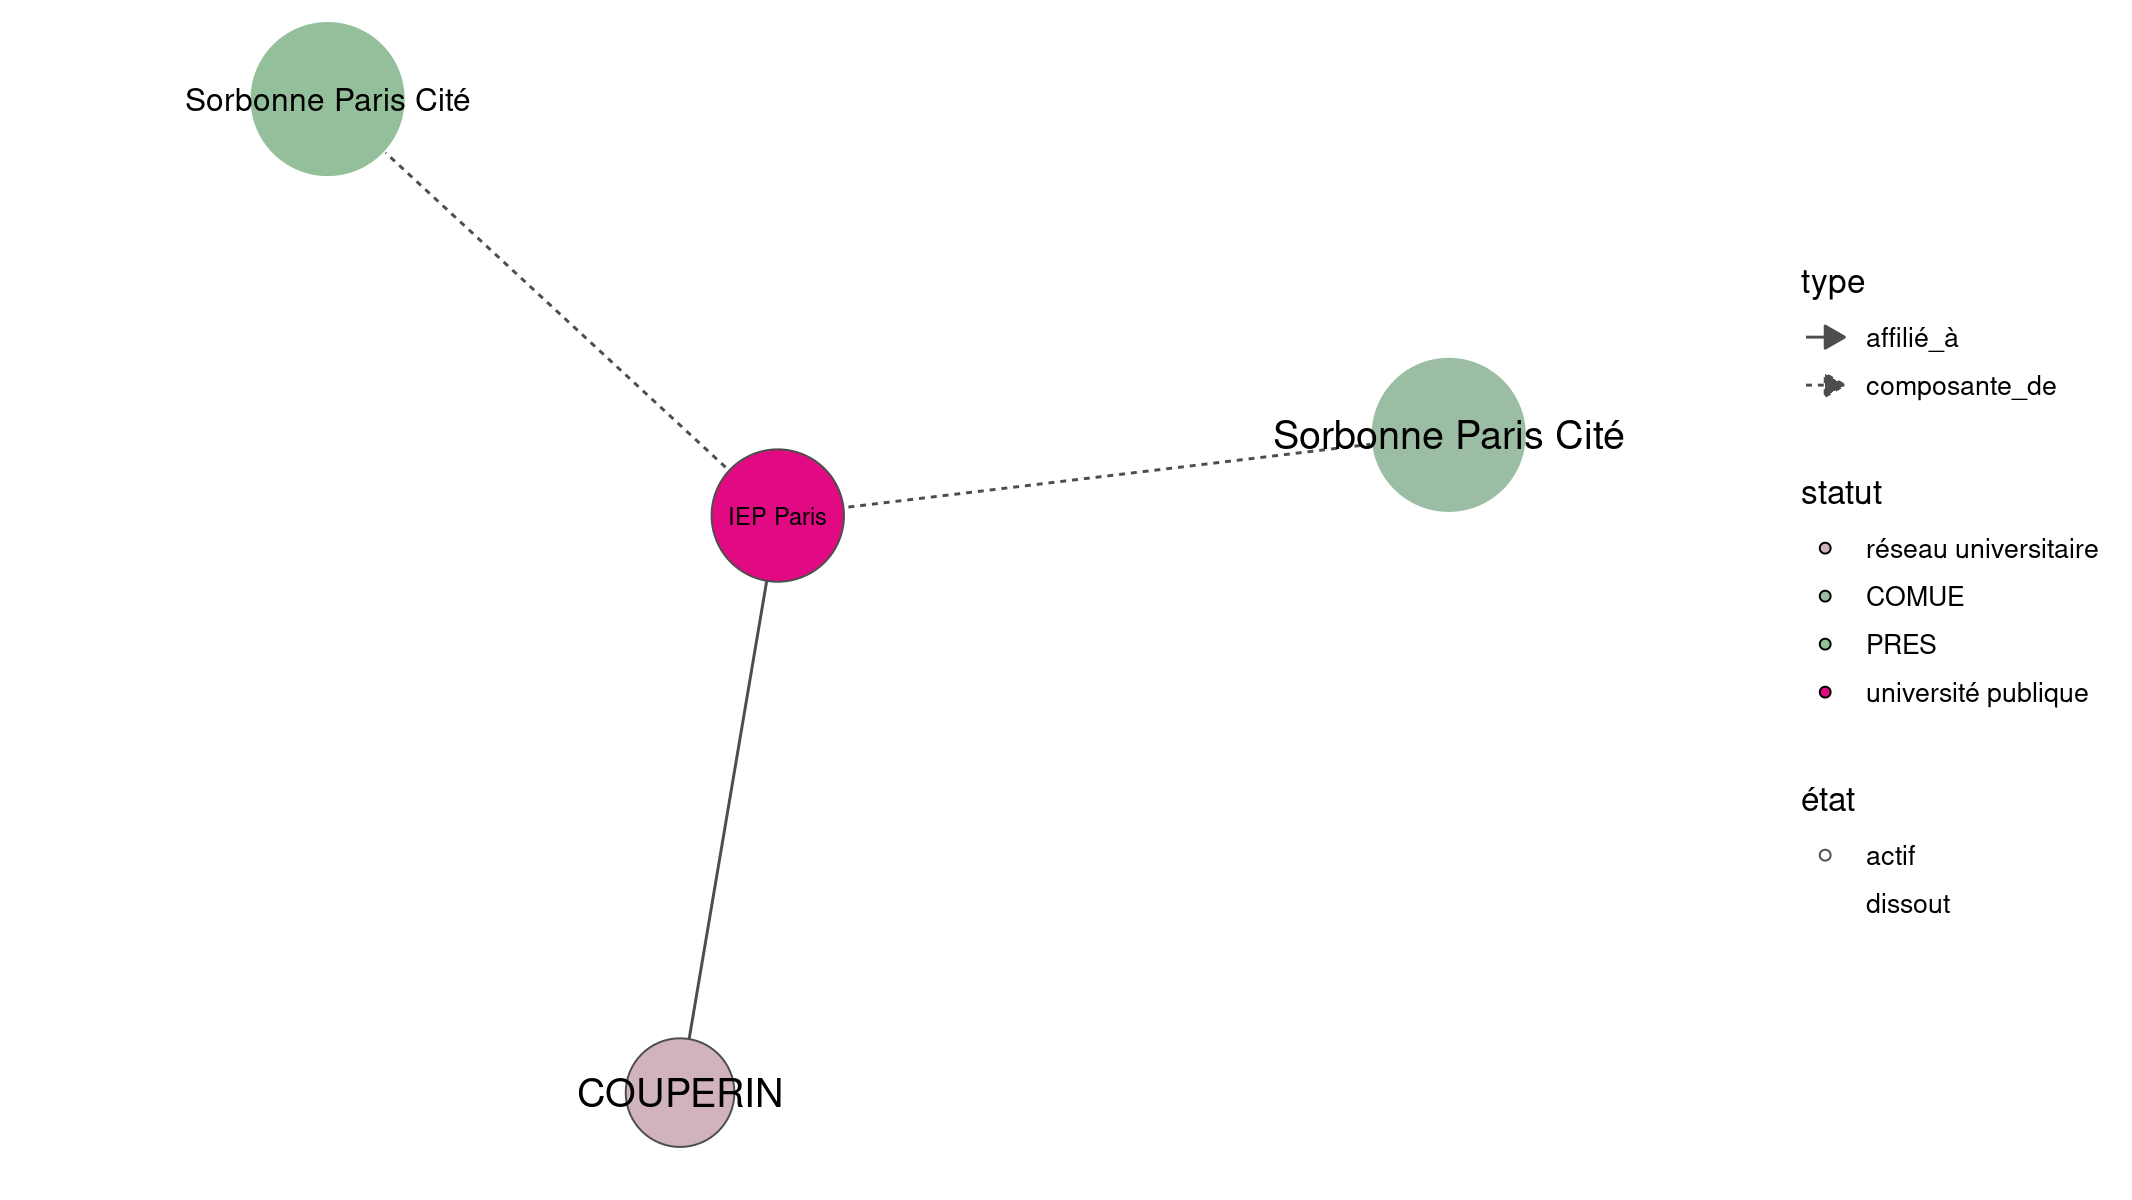 Sorbonne Paris Cité
Sorbonne Paris Cité
IEP Paris
COUPERIN
type
affilié_à
composante_de
statut
réseau universitaire
COMUE
PRES
université publique
état
actif
dissout